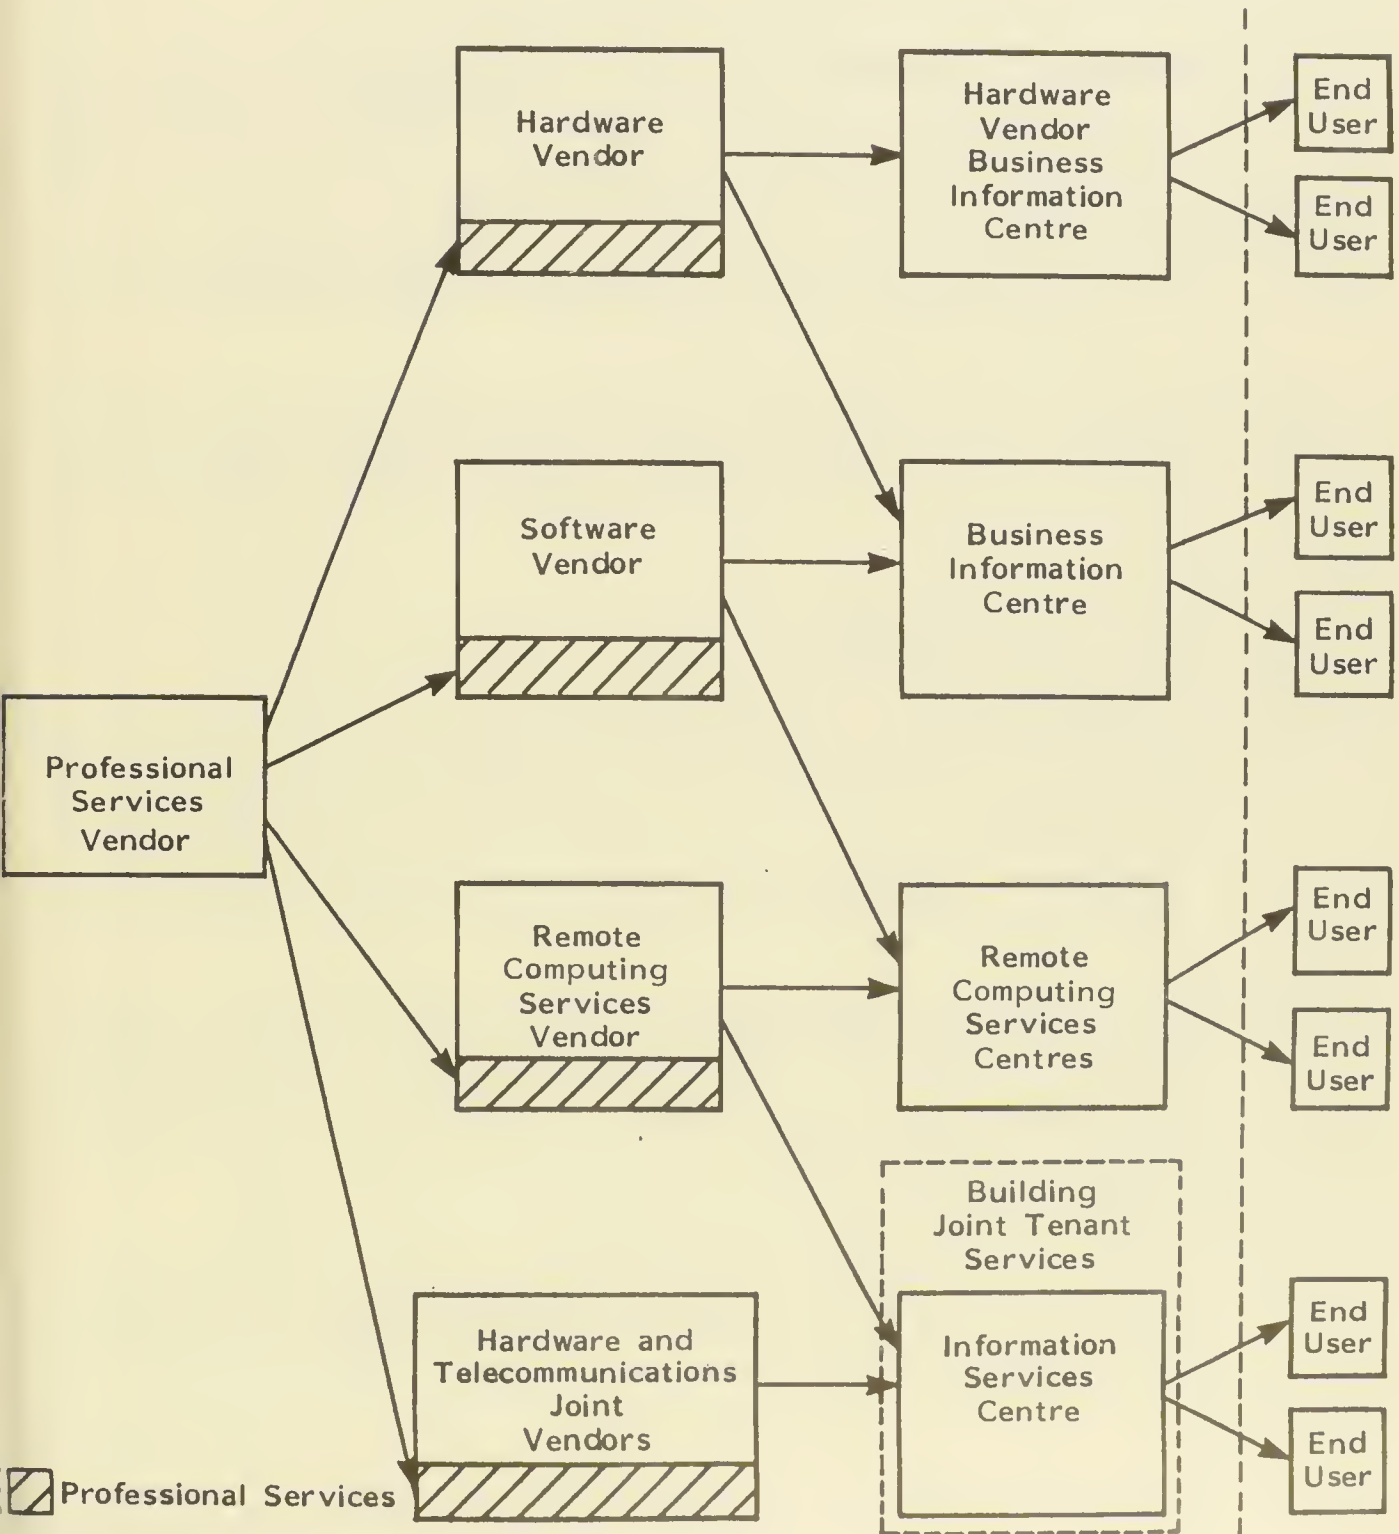 Hardware
Vendor
Hardware
Vendor
Business
Information
Centre
End
User
End
User
Software
Vendor
Business
Information
Centre
End
User
End
User
Professional
Services
Vendor
Remote
Computing
Services
Vendor
Remote
Computing
Services
Centres
End
User
End
User
Building
Joint Tenant
Services
Hardware and
Telecommunications
Joint
Vendors
Information
Services
Centre
End
User
End
User
Professional Services